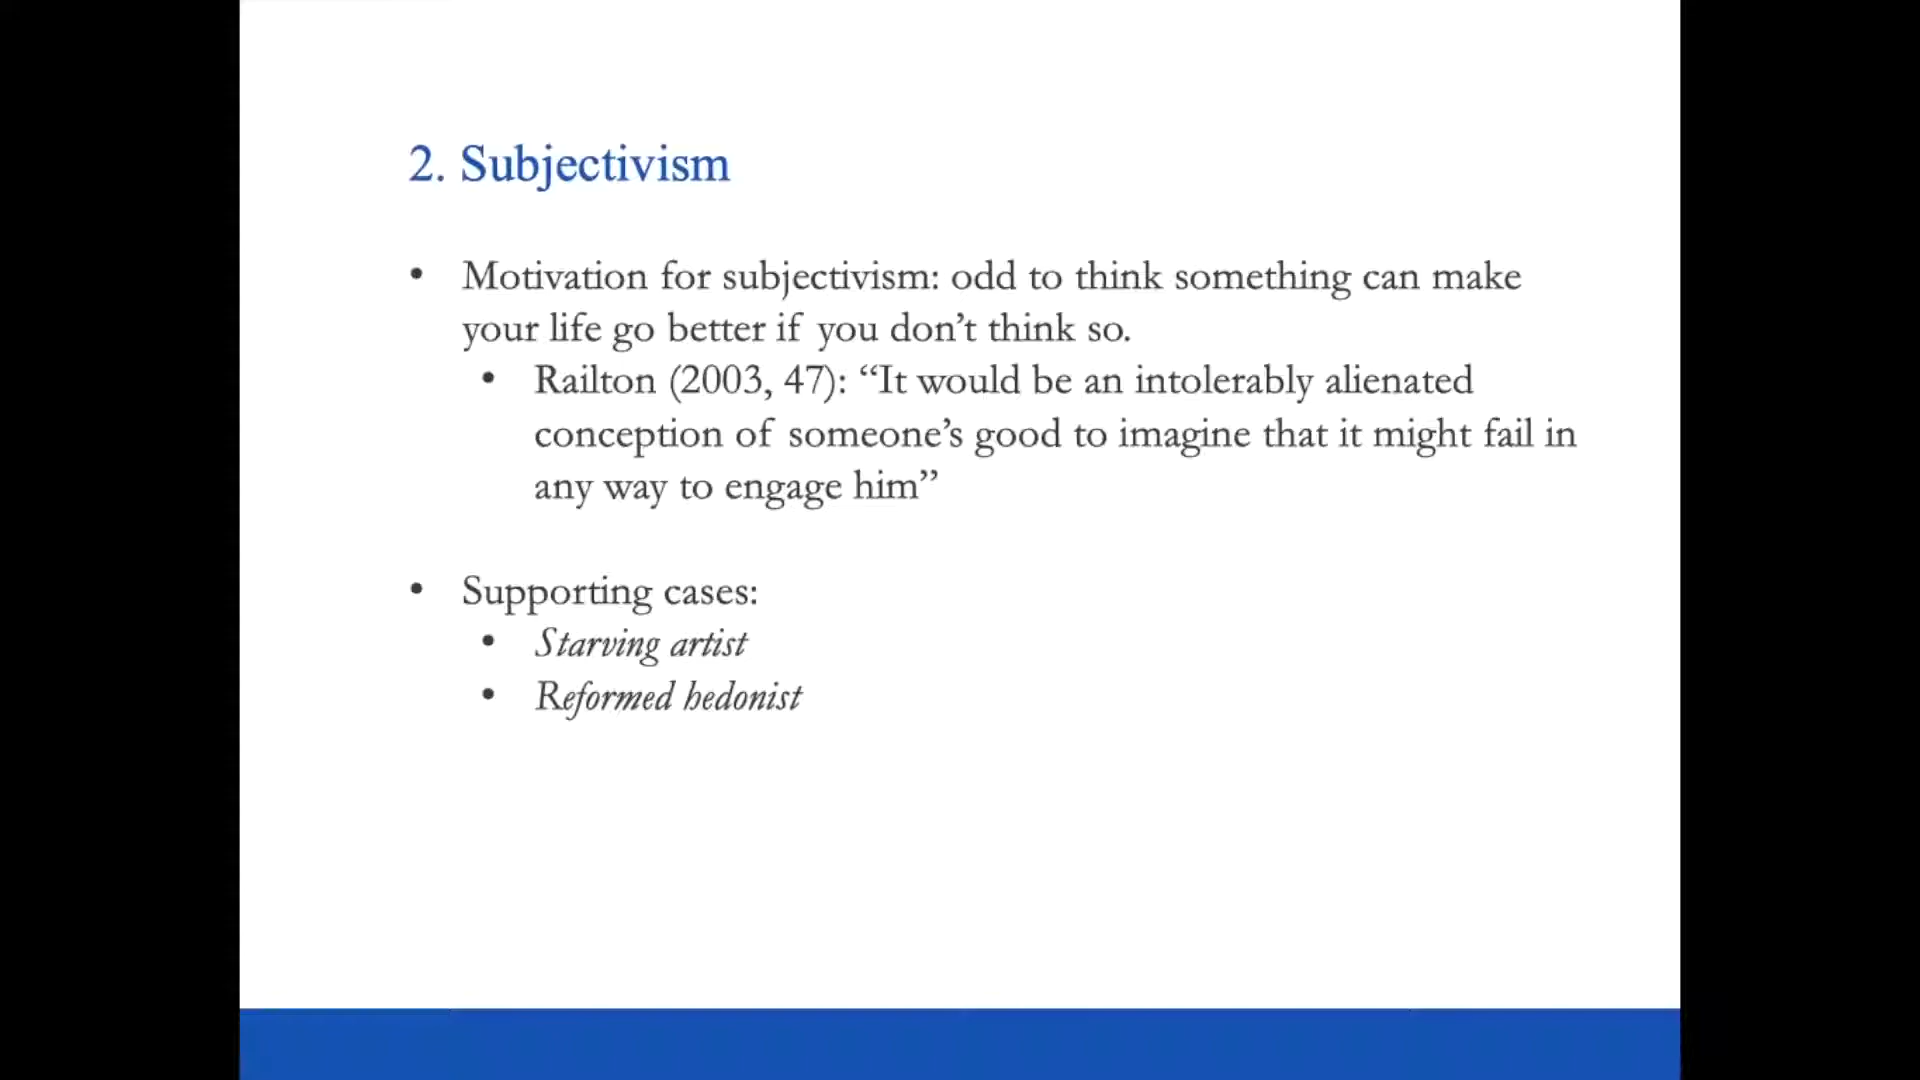 2. Subjectivism
• Motivation for subjectivism: odd to think something can make
your life go better if you don’t think so.
• Railton (2003, 47): “It would be an intolerably alienated
conception of someone’s good to imagine that it might fail in
any way to engage him”
• Supporting cases:
• Starving artist
• Reformed hedonist